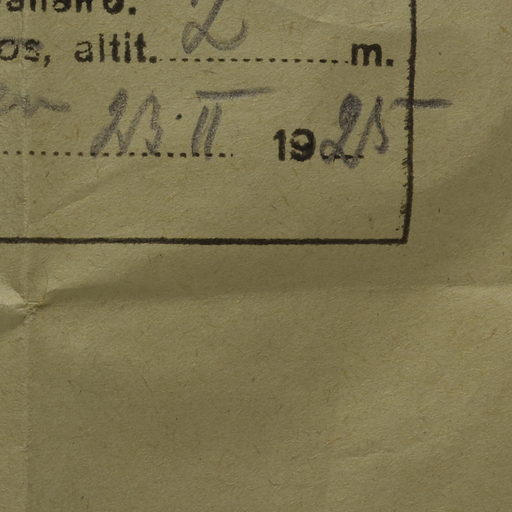 os, altit. 2 m.
23 II 1925